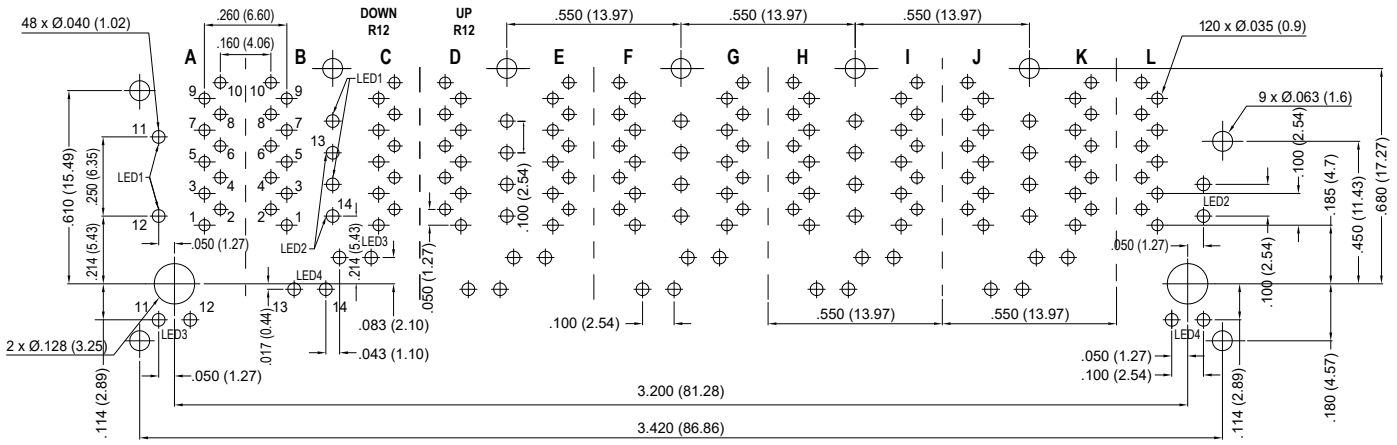 48 x Ø.040 (1.02)
.260 (6.60)
.160 (4.06)
DOWN
R12
UP
R12
.550 (13.97)
.550 (13.97)
.550 (13.97)
120 x Ø.035 (0.9)
A
B
C
D
E
F
G
H
I
J
K
L
9 x Ø.063 (1.6)
LED1
10
10
9
9
8
8
7
7
6
6
5
5
4
4
3
3
2
2
1
1
11
LED1
12
13
14
LED2
.610 (15.49)
.250 (6.35)
.214 (5.43)
.050 (1.27)
.214 (5.43)
LED3
.050 (1.27)
.100 (2.54)
LED4
13
14
11
12
LED3
2 x Ø.128 (3.25)
.114 (2.89)
.050 (1.27)
.017 (0.44)
.083 (2.10)
.043 (1.10)
.100 (2.54)
.550 (13.97)
.550 (13.97)
.100 (2.54)
.185 (4.7)
.450 (11.43)
.680 (17.27)
LED2
.050 (1.27)
.100 (2.54)
LED4
.050 (1.27)
.100 (2.54)
.114 (2.89)
.180 (4.57)
3.200 (81.28)
3.420 (86.86)